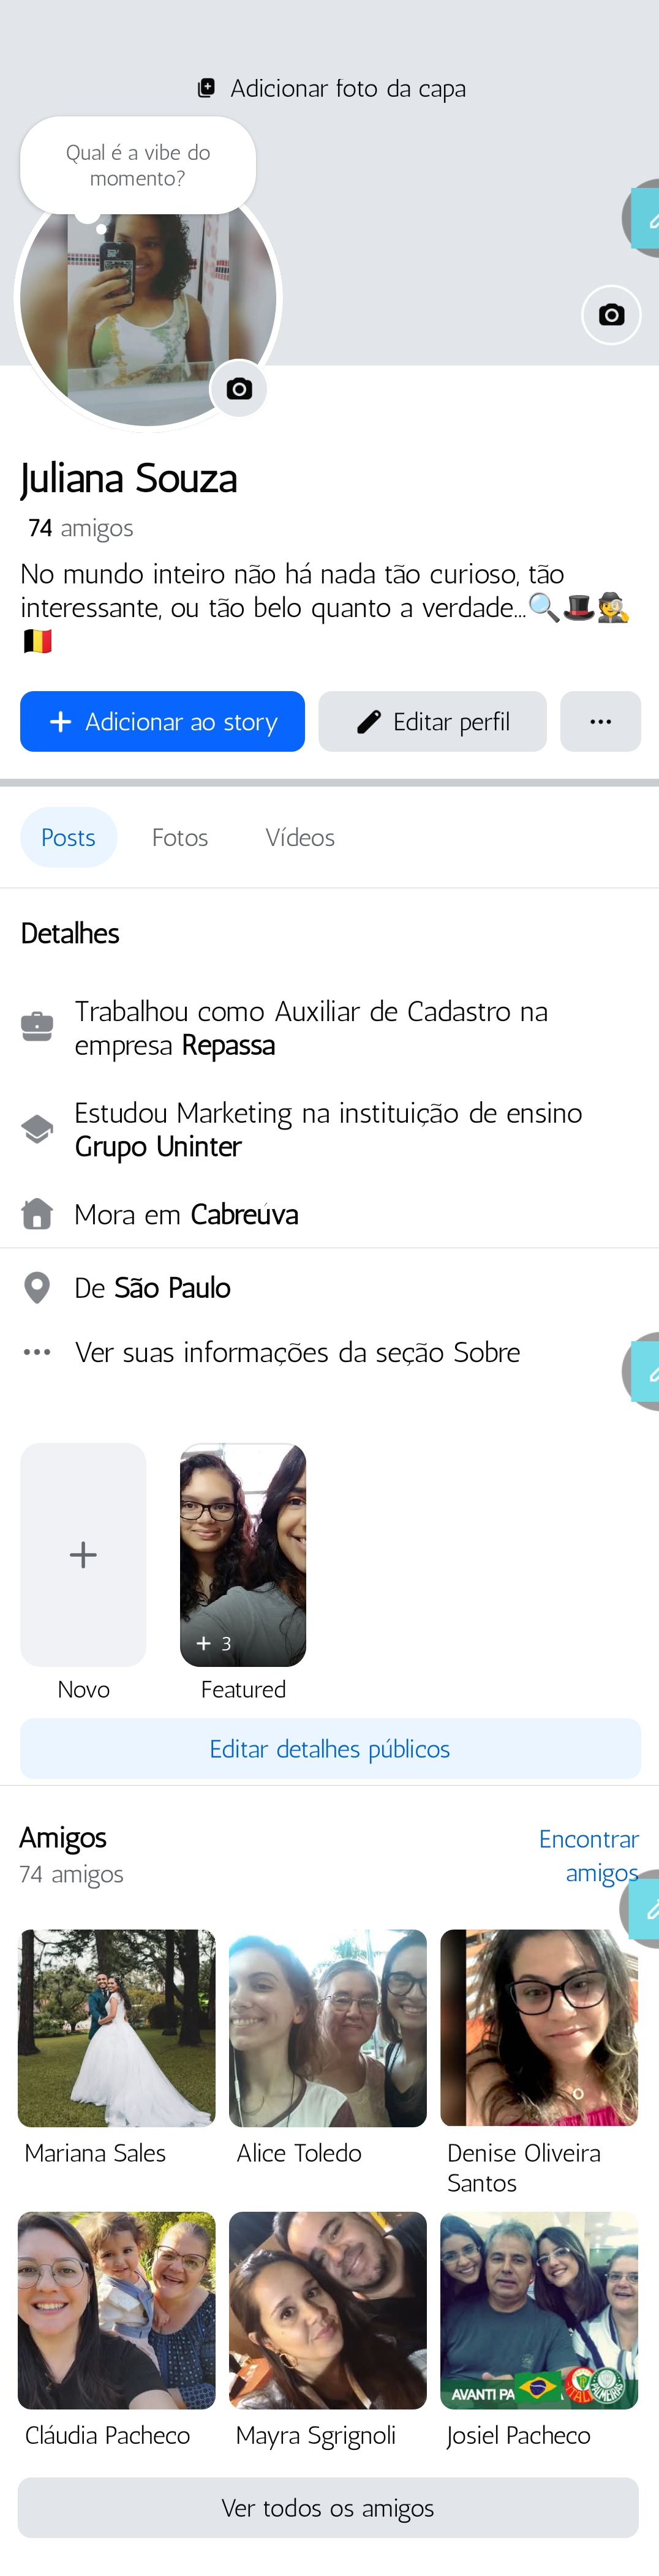 Adicionar foto da capa
Qual é a vibe do
momento?
Juliana Souza
74 amigos
No mundo inteiro não há nada tão curioso, tão
interessante, ou tão belo quanto a verdade...🔍🎩🕵️
🇧🇪
Adicionar ao story
Editar perfil
Posts
Fotos
Vídeos
Detalhes
Trabalhou como Auxiliar de Cadastro na
empresa Repassa
Estudou Marketing na instituição de ensino
Grupo Uninter
Mora em Cabreúva
De São Paulo
Ver suas informações da seção Sobre
+ 3
Novo
Featured
Editar detalhes públicos
Amigos
Encontrar
74 amigos
amigos
Mariana Sales
Alice Toledo
Denise Oliveira
Santos
AVANTI PA
PALMEIRAS
Cláudia Pacheco
Mayra Sgrignoli
Josiel Pacheco
Ver todos os amigos